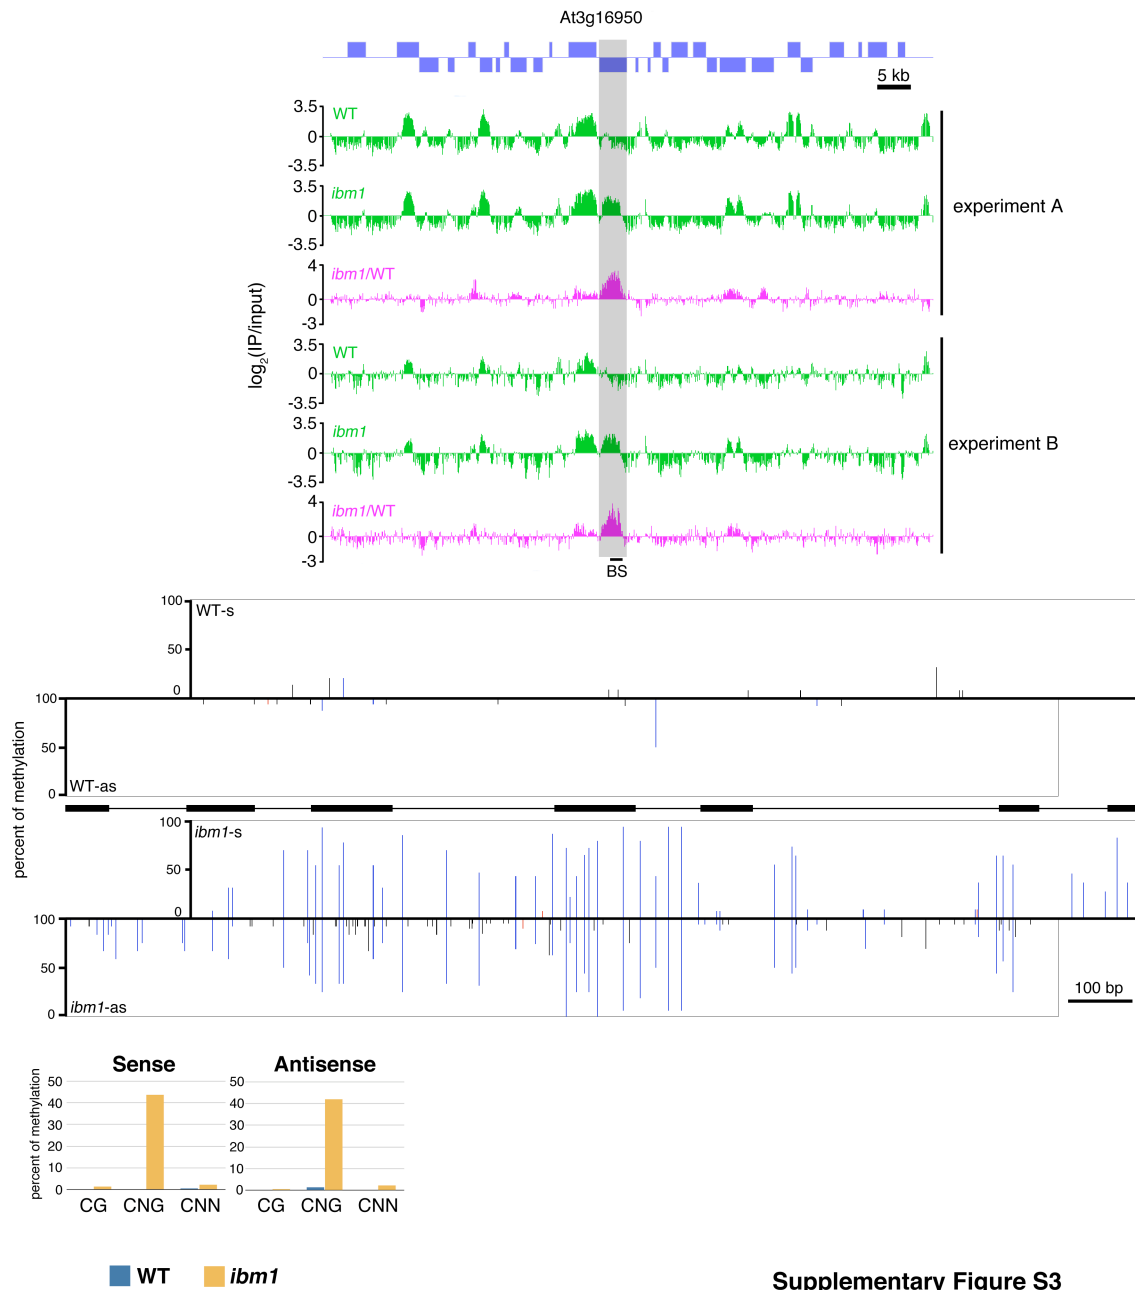 At3g16950
5 kb
3.5
WT
0
-3.5
3.5
ibm1
0
-3.5
experiment A
4
ibm1/WT
0
-3
log2(IP/input)
3.5
WT
0
-3.5
3.5
ibm1
0
-3.5
experiment B
4
ibm1/WT
0
-3
BS
100
WT-s
50
0
100
50
WT-as
0
percent of methylation
100
ibm1-s
50
0
100
50
ibm1-as
0
100 bp
Sense
Antisense
percent of methylation
50
40
30
20
10
0
CG CNG CNN
50
40
30
20
10
0
CG CNG CNN
WT ibm1
Supplementary Figure S3